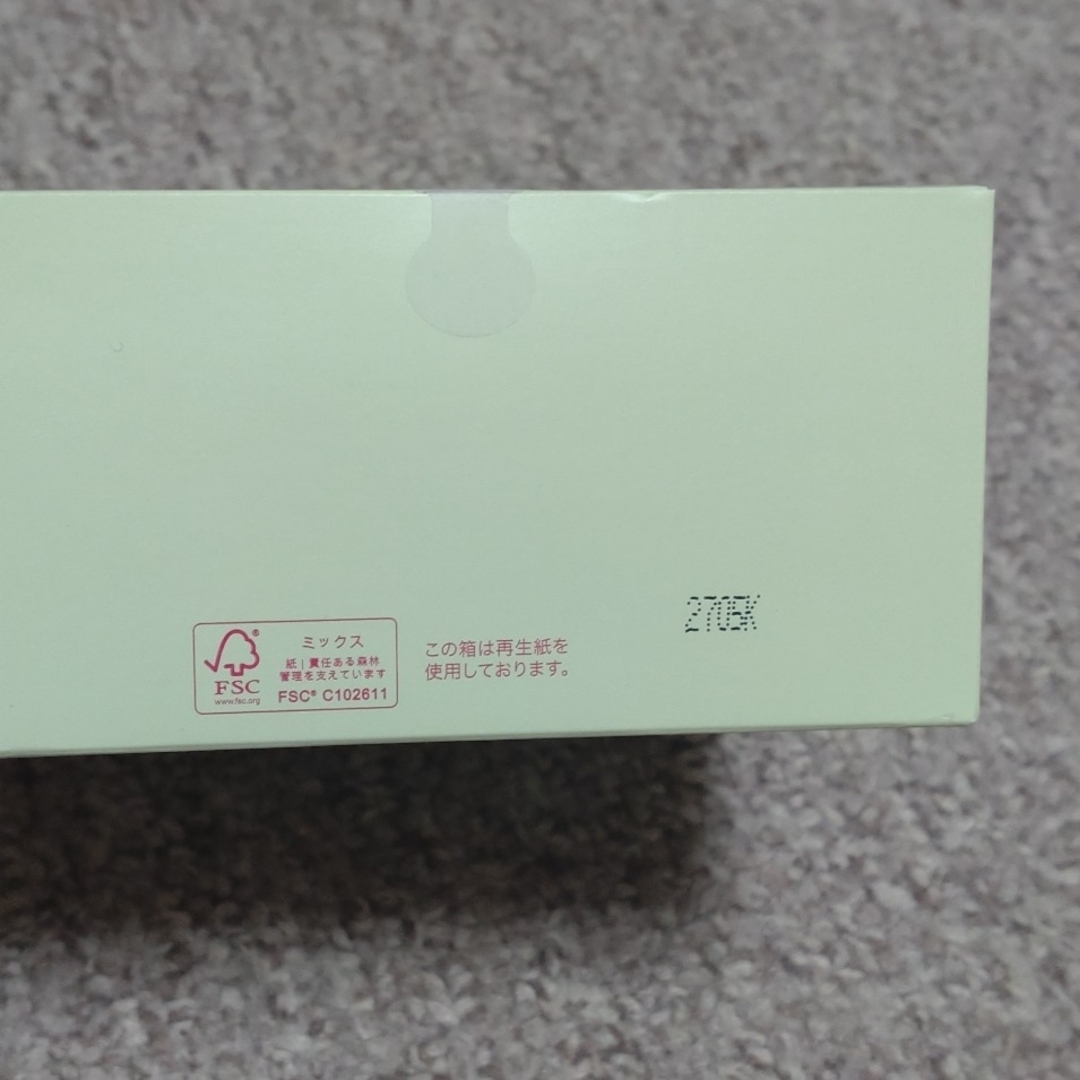 ミックス
紙 | 責任ある森林
管理を支えています
FSC® C102611
®
FSC
www.fsc.org
この箱は再生紙を
使用しております。
2705K